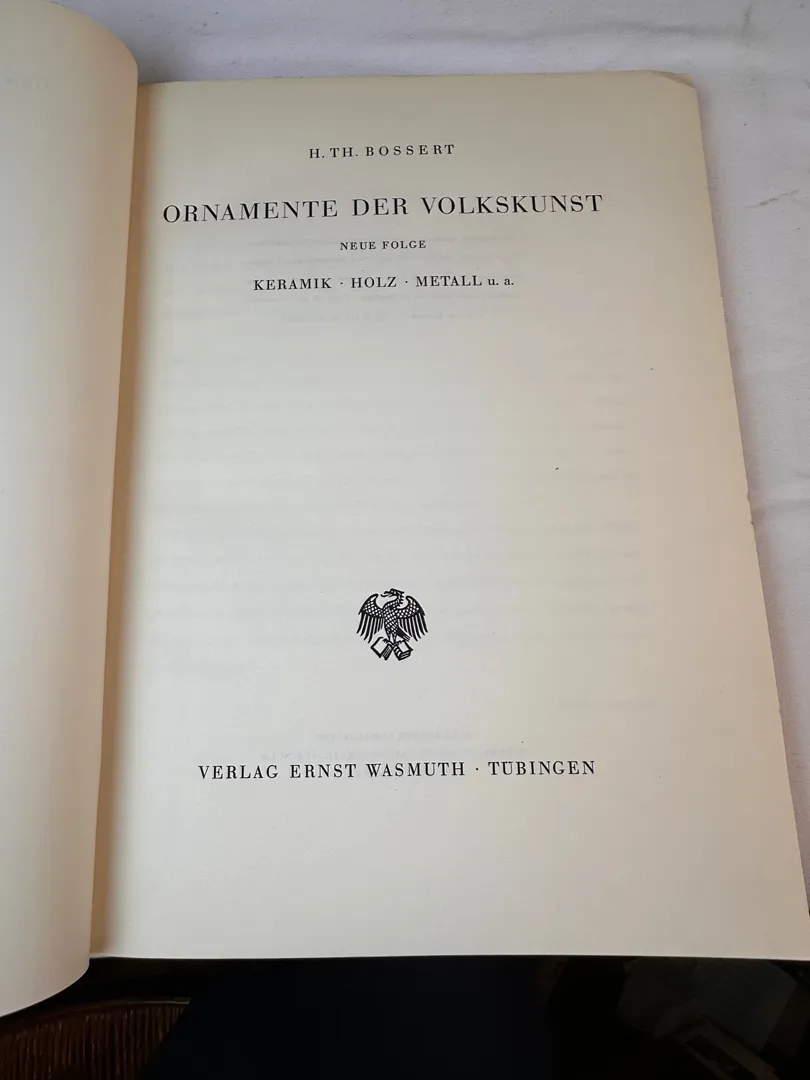 H. TH. BOSSERT
ORNAMENTE DER VOLKSKUNST
NEUE FOLGE
KERAMIK · HOLZ · METALL u. a.
VERLAG ERNST WASMUTH · TÜBINGEN